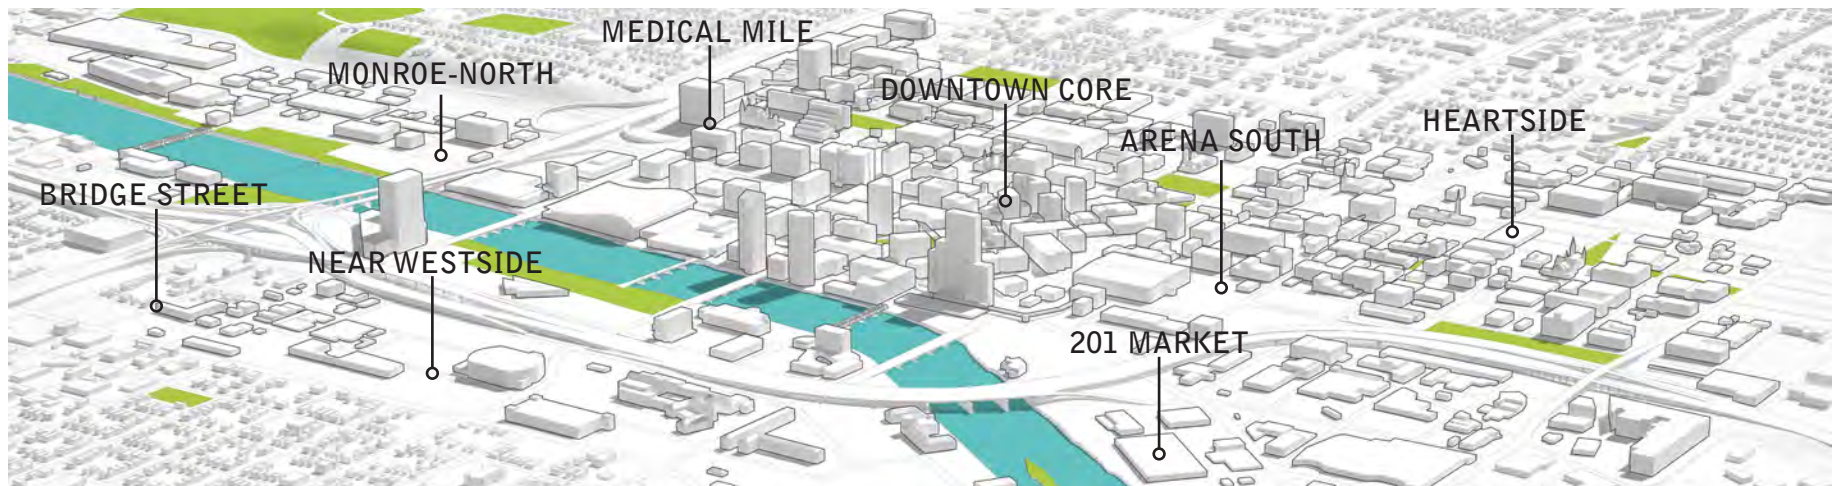 MEDICAL MILE
MONROE-NORTH
DOWNTOWN CORE
HEARTSIDE
ARENA SOUTH
BRIDGE STREET
NEAR WESTSIDE
201 MARKET